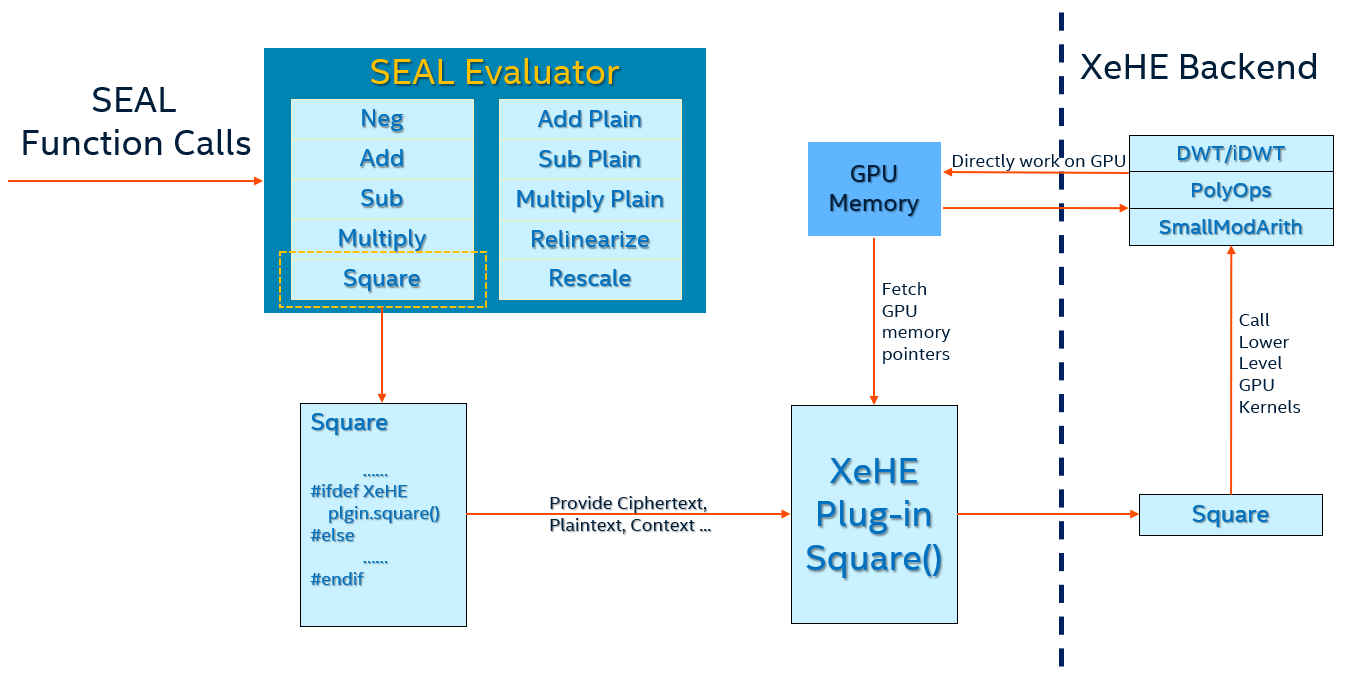 SEAL
Function Calls
SEAL Evaluator
Neg
Add
Sub
Multiply
Square
Add Plain
Sub Plain
Multiply Plain
Relinearize
Rescale
Square
......
#ifdef XeHE
plgin.square()
#else
......
#endif
Provide Ciphertext,
Plaintext, Context ...
GPU
Memory
Fetch
GPU
memory
pointers
XeHE
Plug-in
Square()
XeHE Backend
Directly work on GPU
DWT/iDWT
PolyOps
SmallModArith
Call
Lower
Level
GPU
Kernels
Square